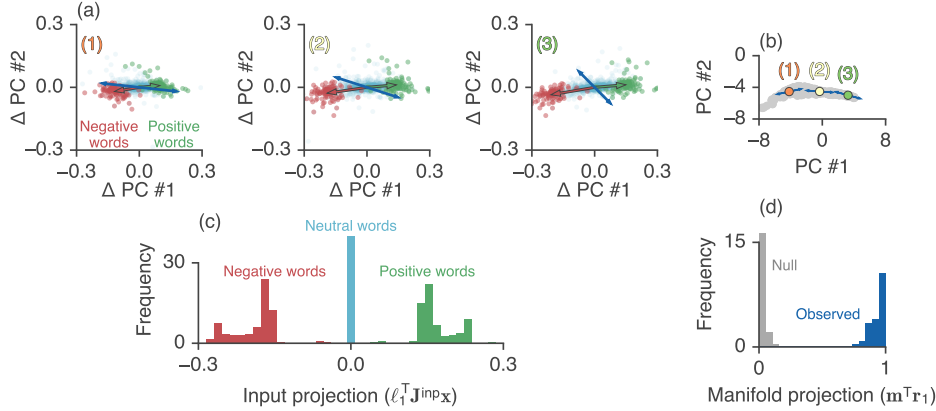 (a)
0.3
0.0
−0.3
Δ PC #2
(1)
Negative words
Positive words
−0.3
0.0
0.3
Δ PC #1
0.3
0.0
−0.3
Δ PC #2
(2)
−0.3
0.0
0.3
Δ PC #1
0.3
0.0
−0.3
Δ PC #2
(3)
−0.3
0.0
0.3
Δ PC #1
(b)
0
−4
−8
PC #2
(1)
(2)
(3)
−8
0
8
PC #1
(c)
Frequency
30
0
Neutral words
Negative words
Positive words
−0.3
0.0
0.3
Input projection (ℓ₁ᵀJⁱⁿᵖx)
(d)
Frequency
15
0
Null
Observed
0
1
Manifold projection (mᵀr₁)